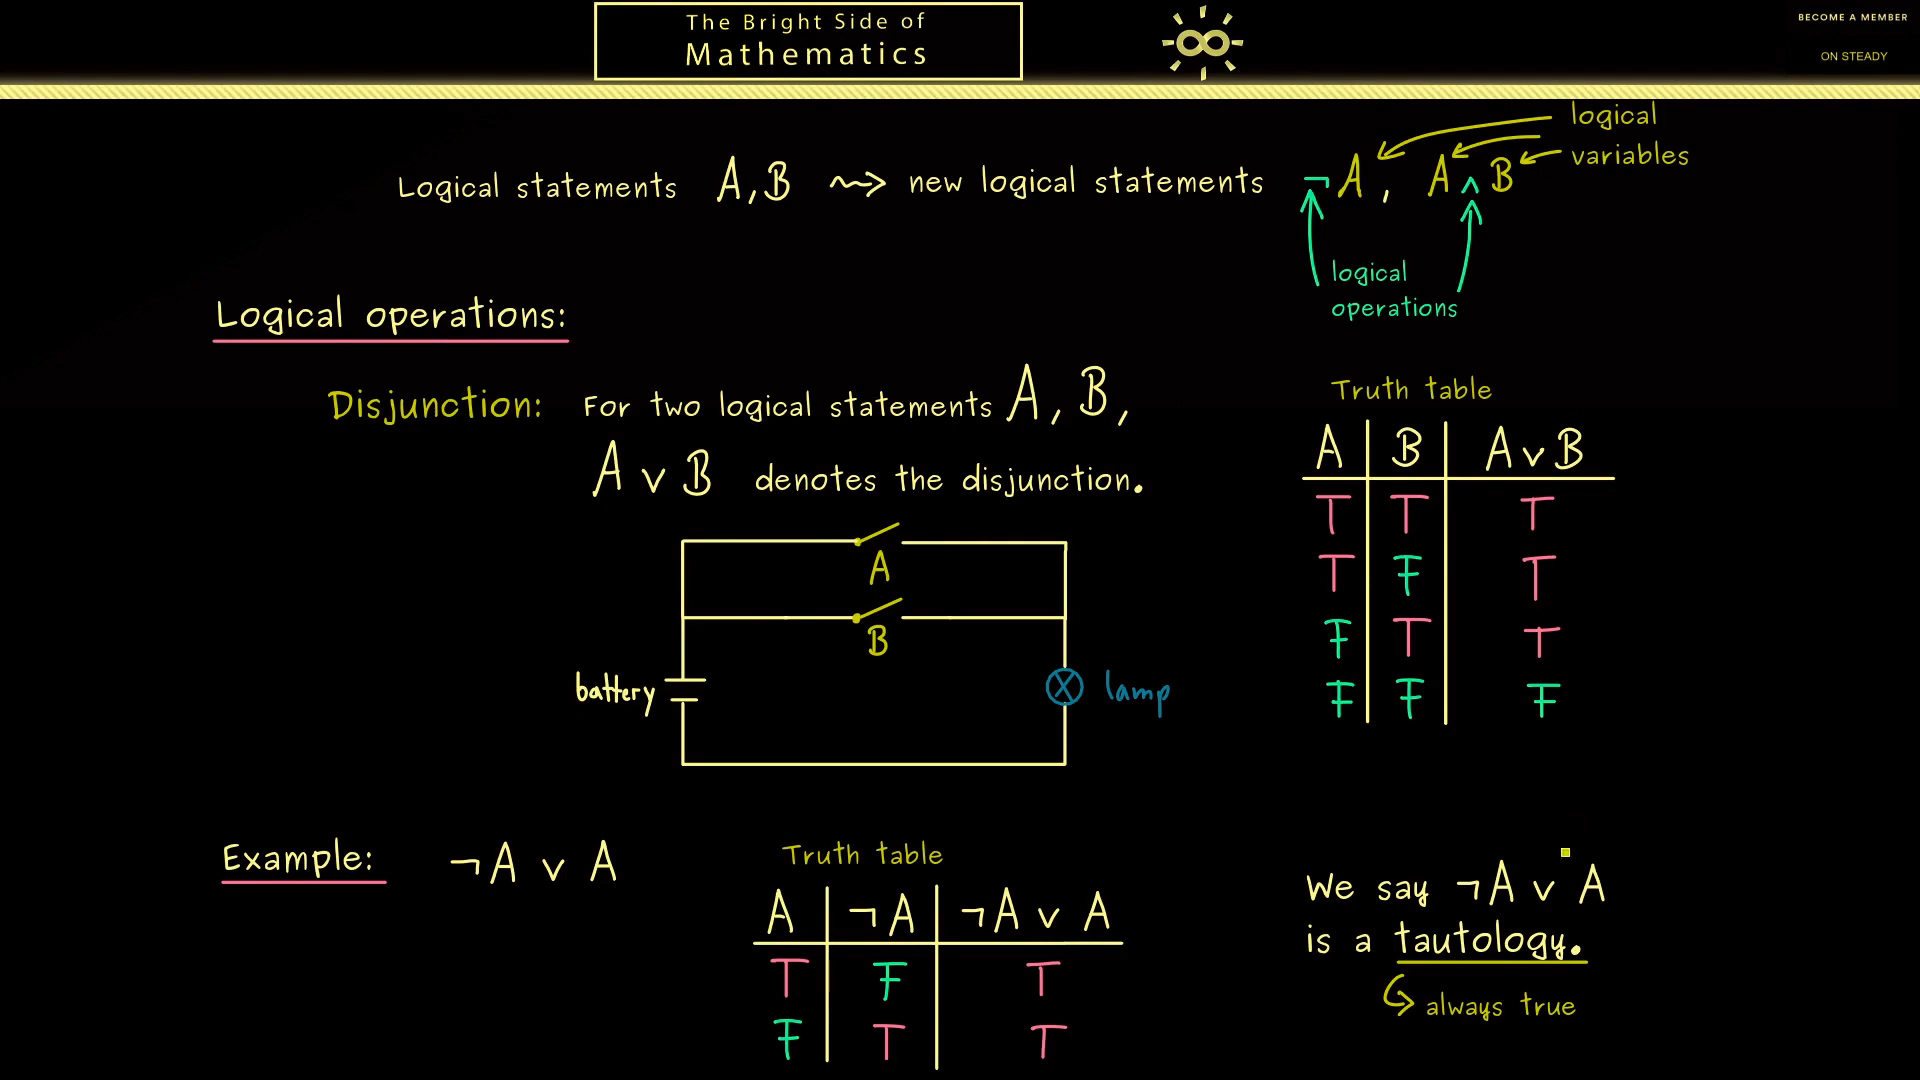 The Bright Side of
Mathematics
BECOME A MEMBER
ON STEADY
logical
variables
Logical statements A, B ⇝ new logical statements ¬A, A ∧ B
logical
operations
Logical operations:
Disjunction: For two logical statements A, B,
A ∨ B denotes the disjunction.
A
B
battery
lamp
Truth table
A B A ∨ B
T T T
T F T
F T T
F F F
Example: ¬A ∨ A
Truth table
A ¬A ¬A ∨ A
T F T
F T T
We say ¬A ∨ A
is a tautology.
always true